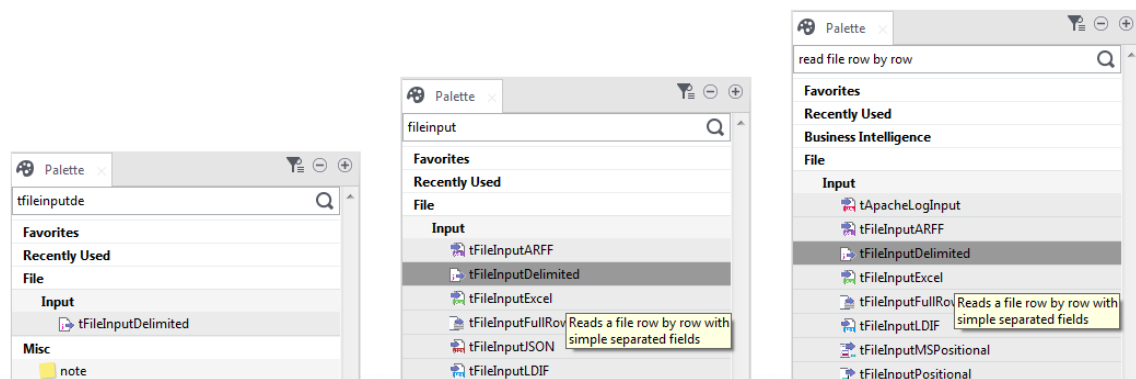 Palette
tfileinputde
Favorites
Recently Used
File
Input
tFileInputDelimited
Misc
note
Palette
fileinput
Favorites
Recently Used
File
Input
tFileInputARFF
tFileInputDelimited
tFileInputExcel
tFileInputFullRow
Reads a file row by row with
simple separated fields
tFileInputJSON
tFileInputLDIF
Palette
read file row by row
Favorites
Recently Used
Business Intelligence
File
Input
tApacheLogInput
tFileInputARFF
tFileInputDelimited
tFileInputExcel
tFileInputFullRow
Reads a file row by row with
simple separated fields
tFileInputLDIF
tFileInputMSPositional
tFileInputPositional